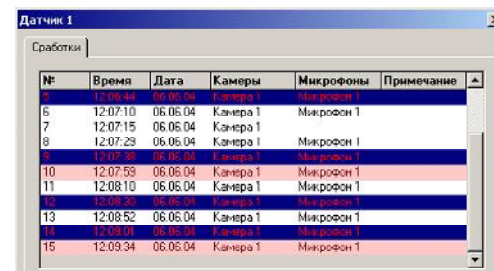 Датчик 1
Сработки
№ Время Дата Камеры Микрофоны Примечание
5 12:06:44 06.06.04 Камера 1 Микрофон 1
6 12:07:10 06.06.04 Камера 1 Микрофон 1
7 12:07:15 06.06.04 Камера 1
8 12:07:29 06.06.04 Камера 1 Микрофон 1
9 12:07:38 06.06.04 Камера 1 Микрофон 1
10 12:07:59 06.06.04 Камера 1 Микрофон 1
11 12:08:10 06.06.04 Камера 1 Микрофон 1
12 06.06.04 Камера 1 Микрофон 1
13 12:08:52 06.06.04 Камера 1 Микрофон 1
14 12:09:01 06.06.04 Камера 1 Микрофон 1
15 12:09:34 06.06.04 Камера 1 Микрофон 1